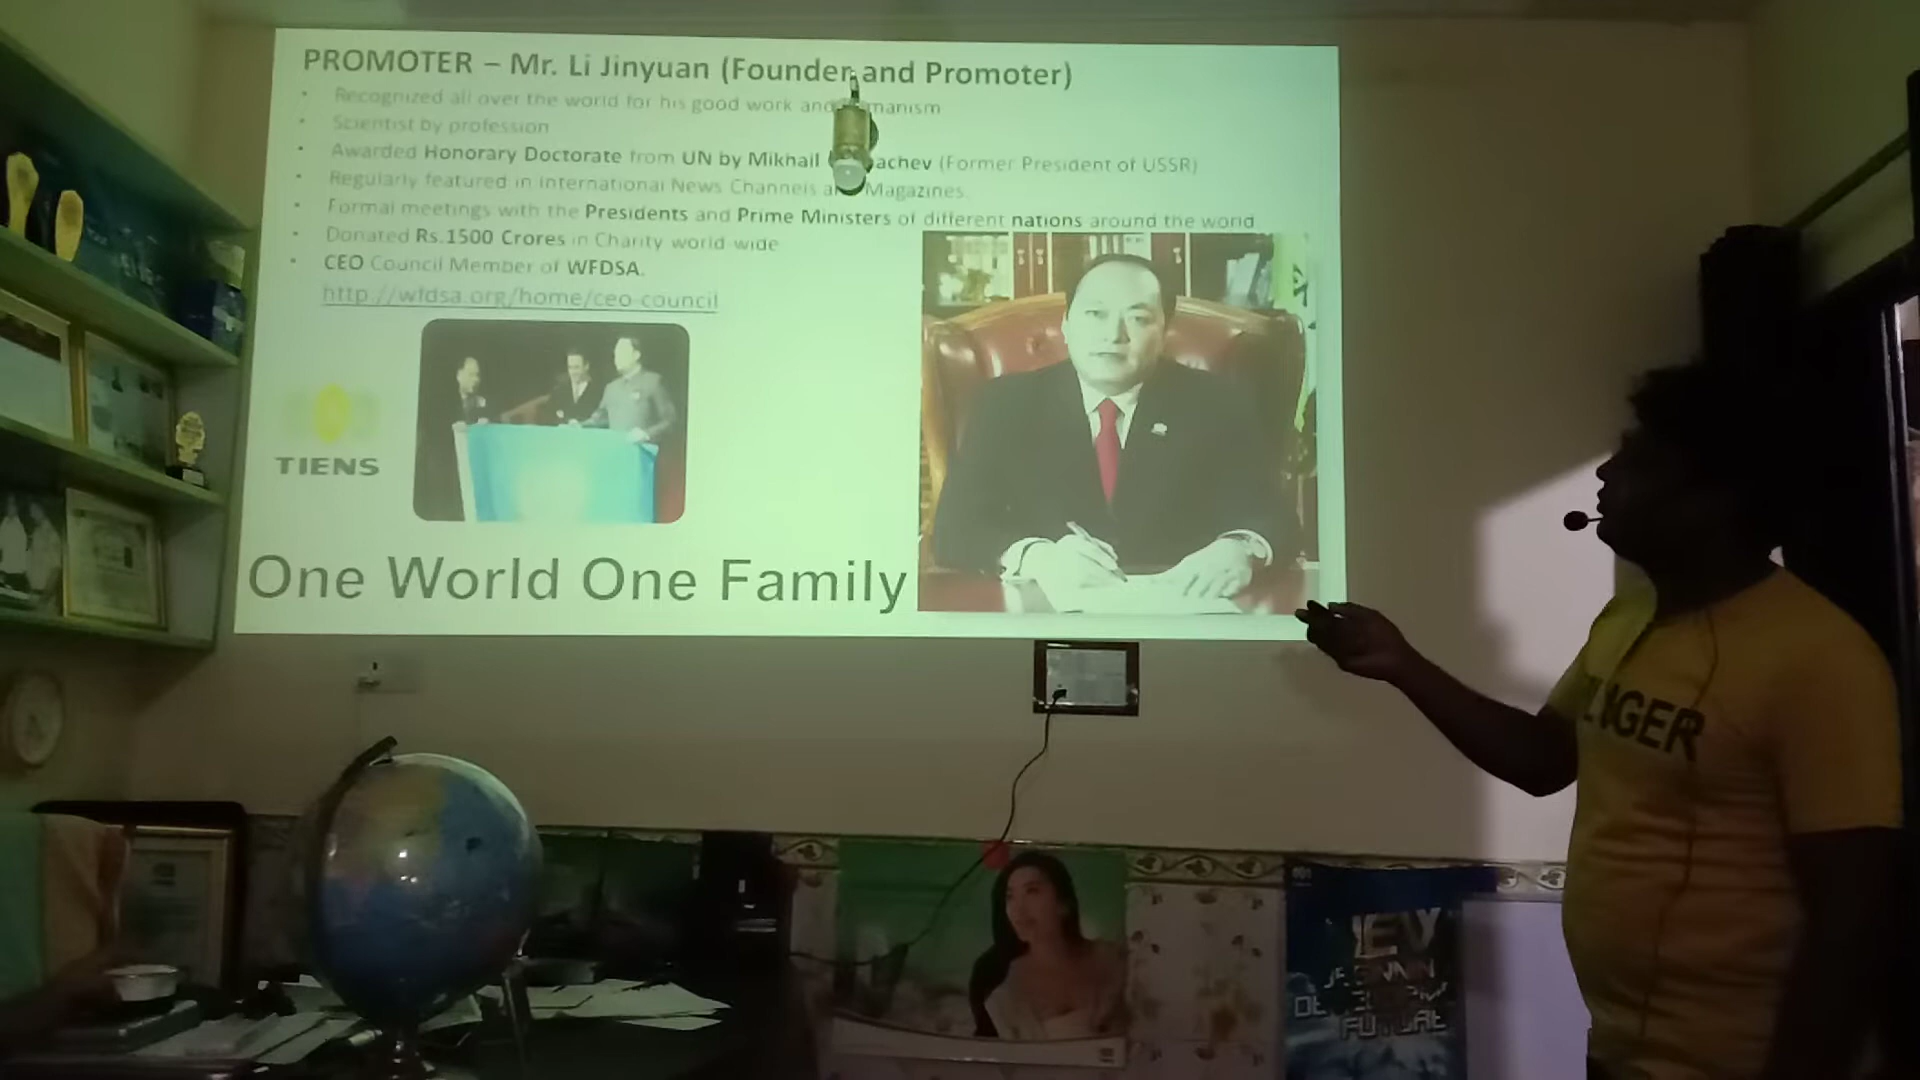 PROMOTER – Mr. Li Jinyuan (Founder and Promoter)
• Recognized all over the world for his good work and manism
• Scientist by profession
• Awarded Honorary Doctorate from UN by Mikhail achev (Former President of USSR)
• Regularly featured in International News Channels and Magazines.
• Formal meetings with the Presidents and Prime Ministers of different nations around the world
• Donated Rs.1500 Crores in Charity world wide
• CEO Council Member of WFDSA.
http://wfdsa.org/home/ceo-council
TIENS
One World One Family
FUTURE